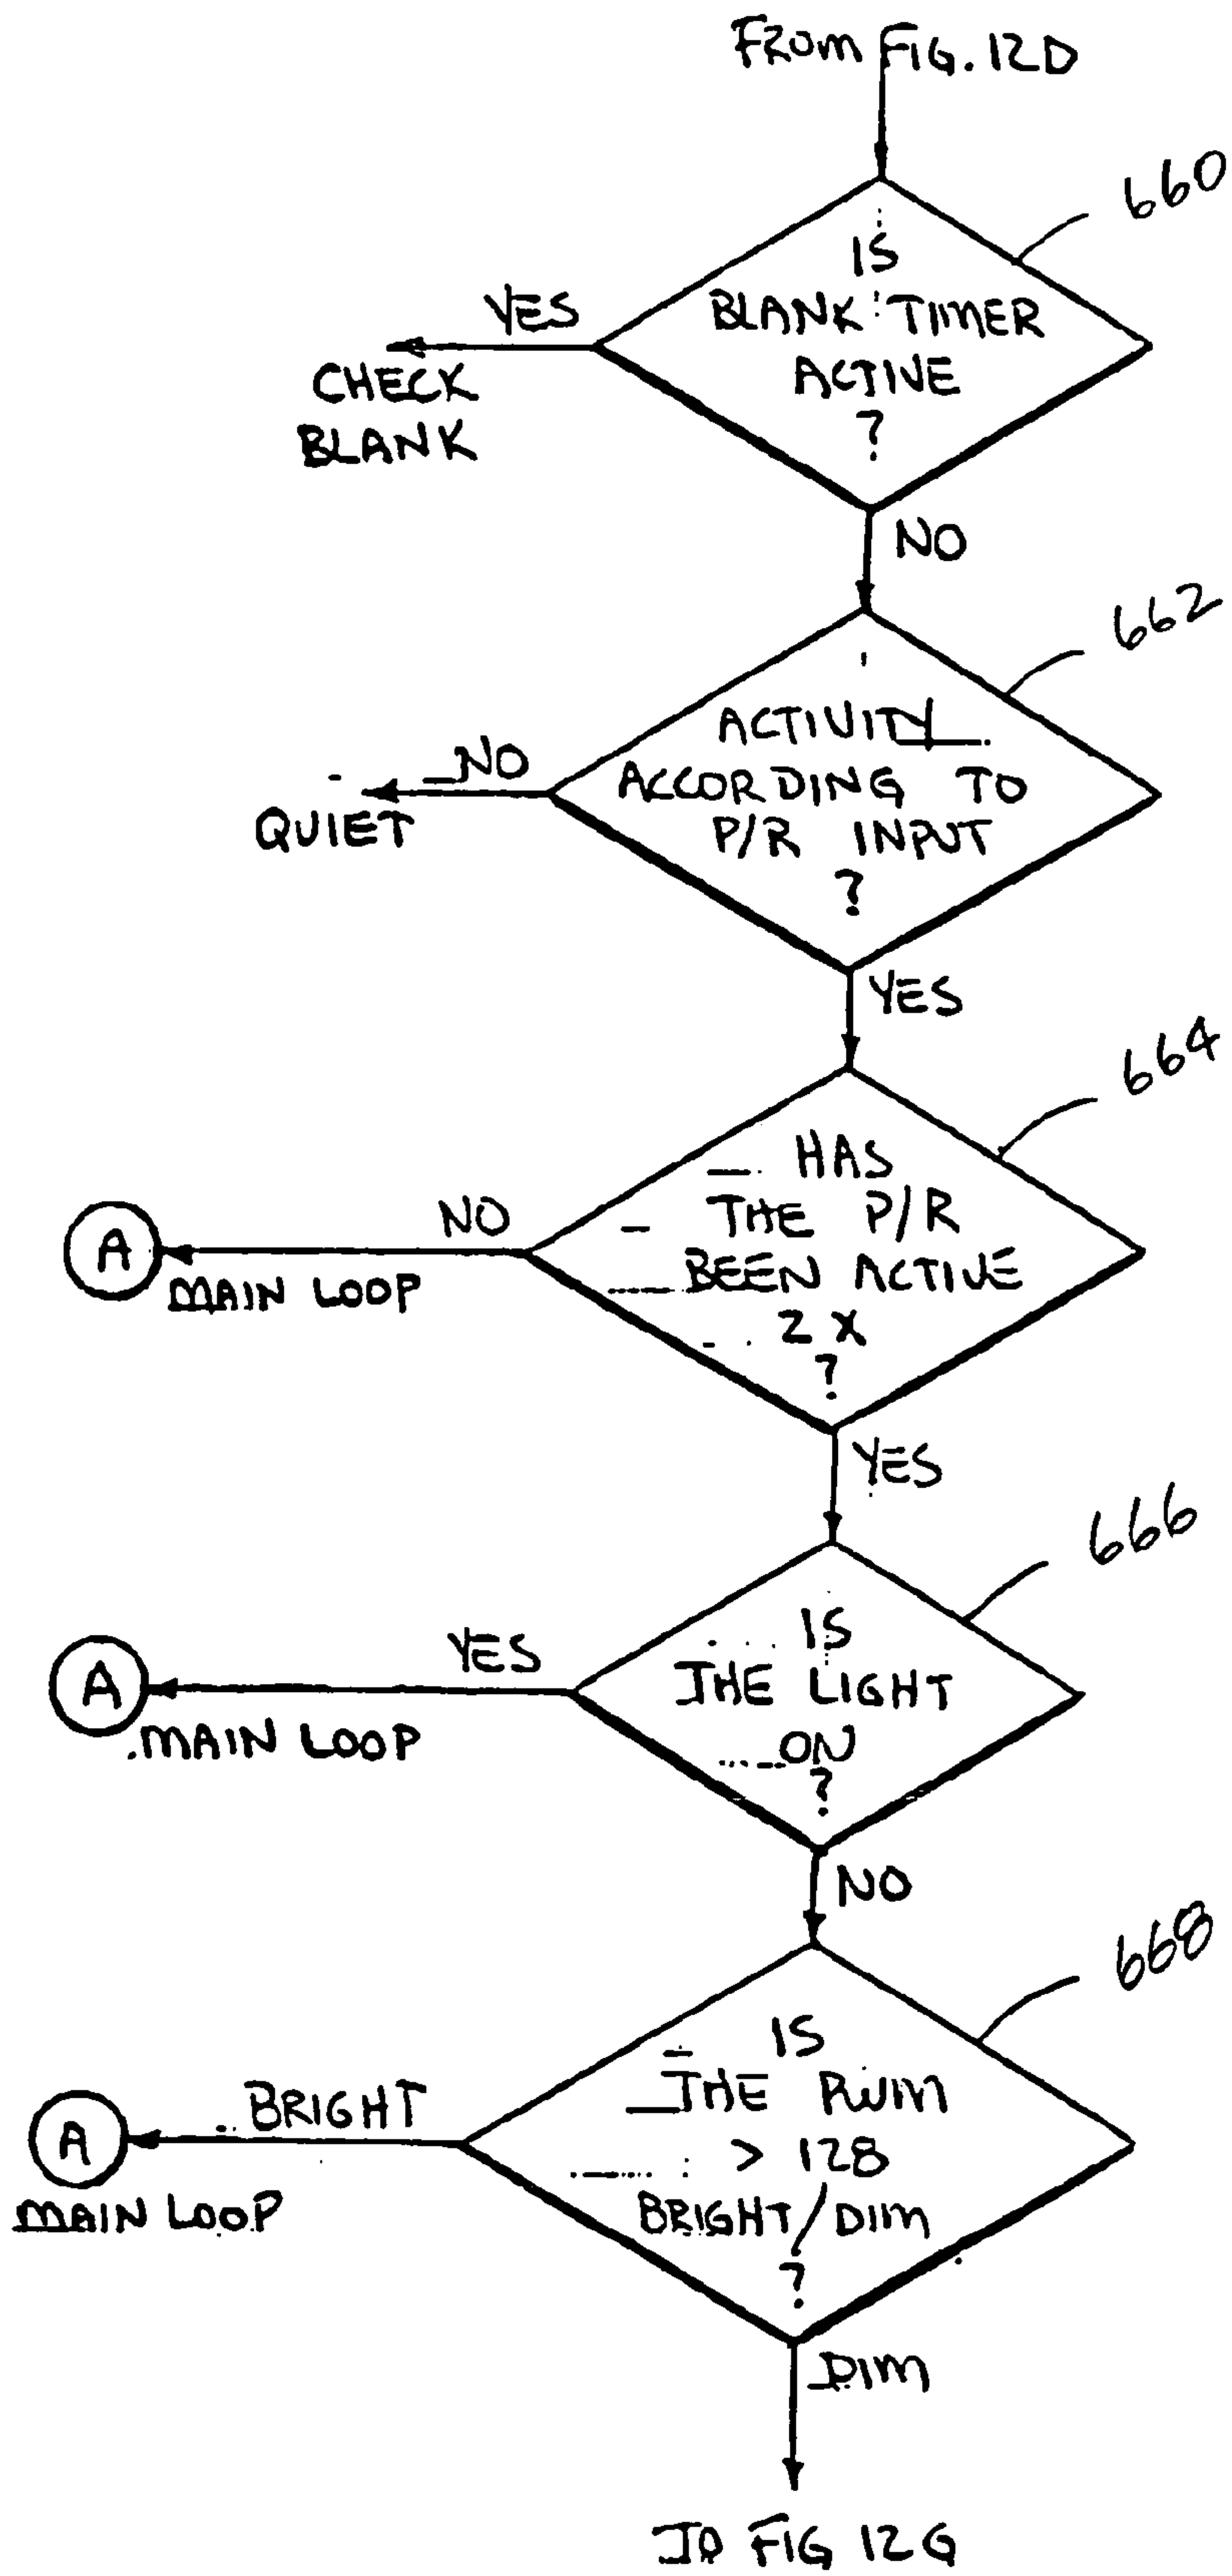 FROM FIG. 12D
660
IS
BLANK TIMER
ACTIVE
?
YES
CHECK
BLANK
NO
662
ACTIVITY
ACCORDING TO
P/R INPUT
?
NO
QUIET
YES
664
HAS
THE P/R
BEEN ACTIVE
2X
?
NO
A
MAIN LOOP
YES
666
IS
THE LIGHT
ON
?
YES
A
MAIN LOOP
NO
668
IS
THE PWM
> 128
BRIGHT/DIM
?
BRIGHT
A
MAIN LOOP
DIM
TO FIG 12G